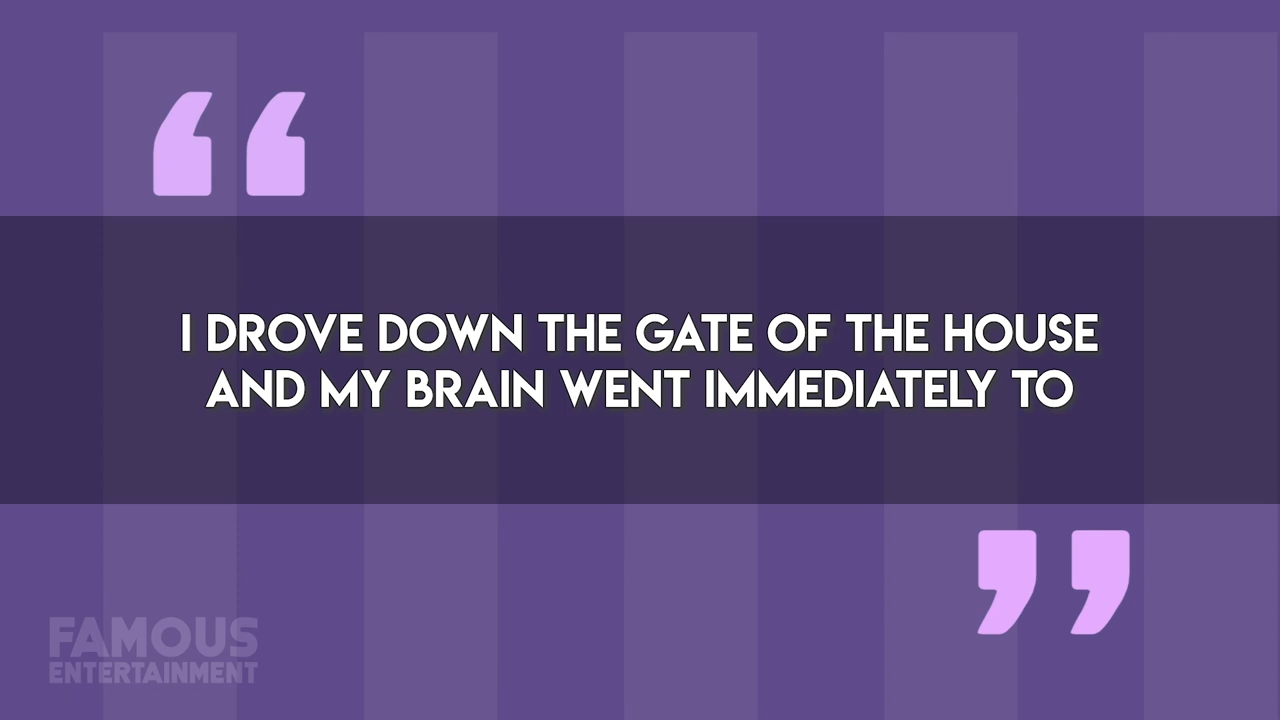 “
I DROVE DOWN THE GATE OF THE HOUSE
AND MY BRAIN WENT IMMEDIATELY TO
”
FAMOUS
ENTERTAINMENT